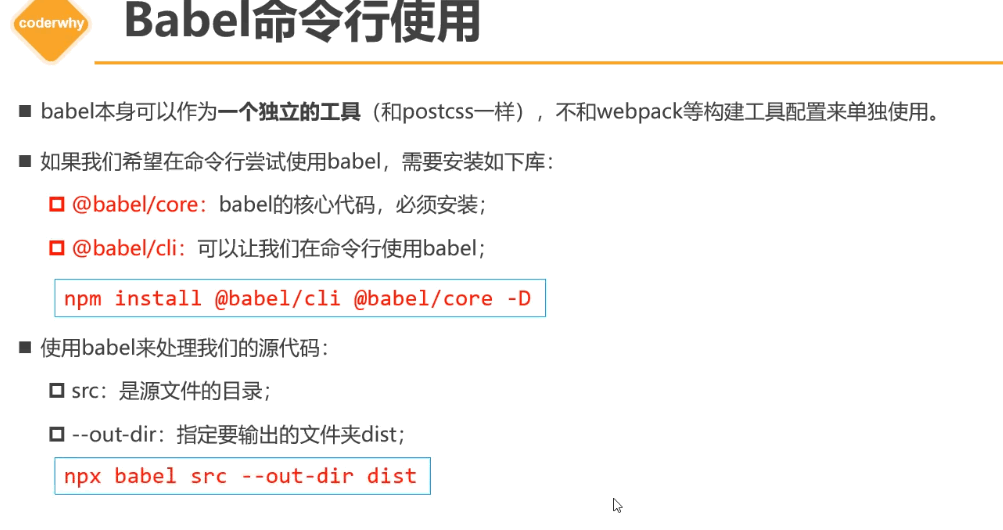 coderwhy
Babel命令行使用
babel本身可以作为一个独立的工具（和postcss一样），不和webpack等构建工具配置来单独使用。
如果我们希望在命令行尝试使用babel，需要安装如下库：
@babel/core：babel的核心代码，必须安装；
@babel/cli：可以让我们在命令行使用babel；
npm install @babel/cli @babel/core -D
使用babel来处理我们的源代码：
src：是源文件的目录；
--out-dir：指定要输出的文件夹dist；
npx babel src --out-dir dist